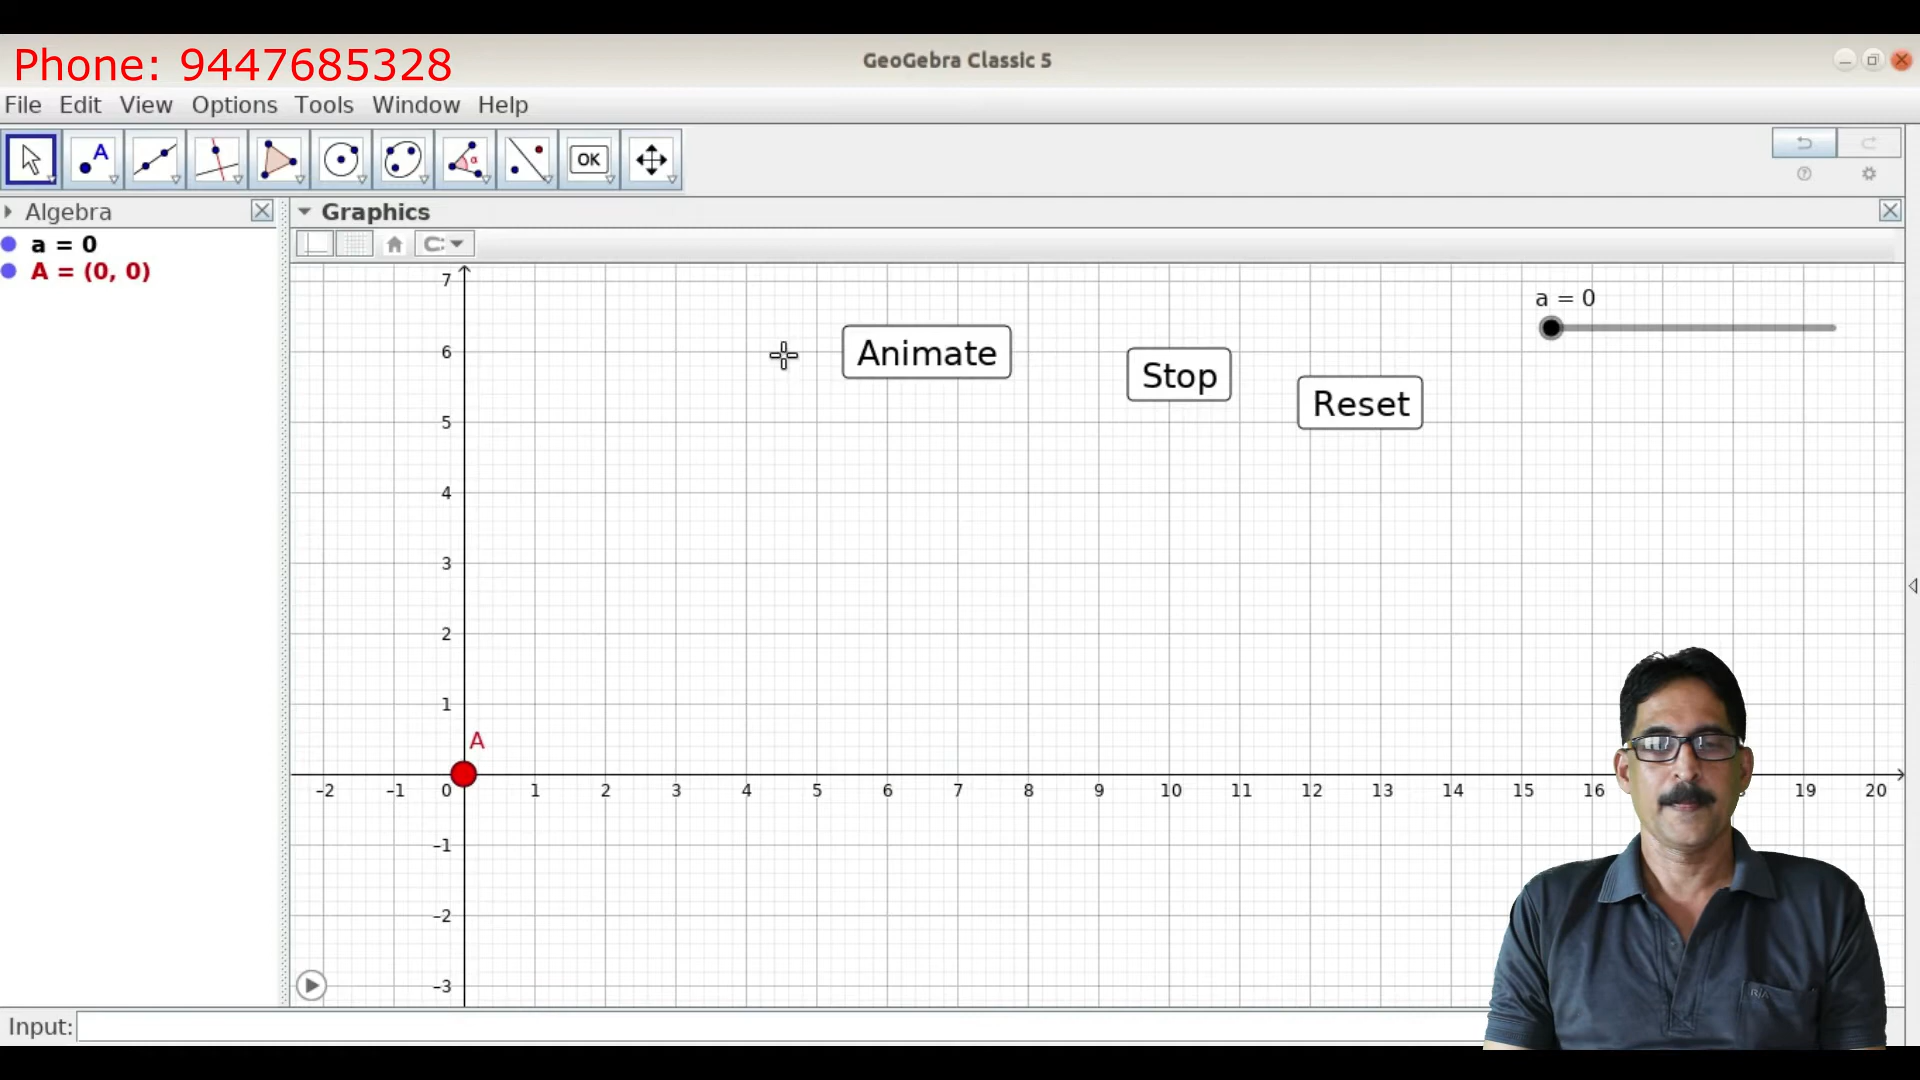 Phone: 9447685328
GeoGebra Classic 5
File Edit View Options Tools Window Help
A α OK
Algebra
Graphics
a = 0
A = (0, 0)
7
a = 0
6
Animate
Stop
Reset
5
4
3
2
1
A
-2 -1 0 1 2 3 4 5 6 7 8 9 10 11 12 13 14 15 16 19 20
-1
-2
-3
R/A
Input: